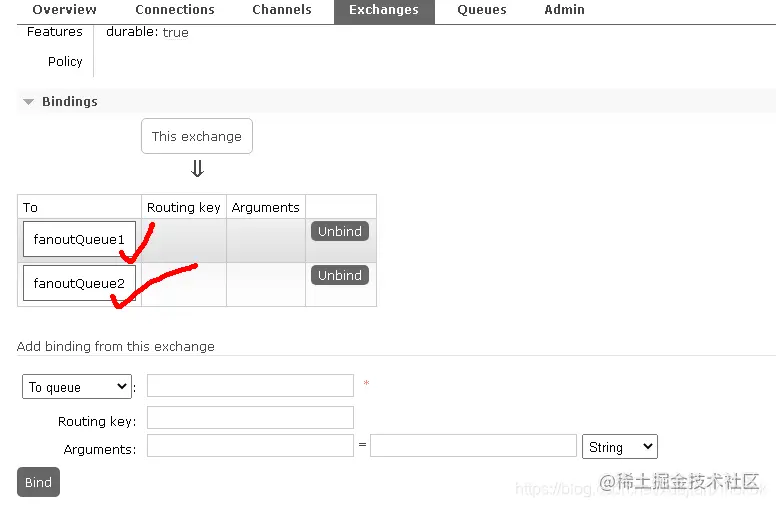 Overview Connections Channels Exchanges Queues Admin
Features durable: true
Policy
Bindings
This exchange
⇓
To Routing key Arguments
fanoutQueue1 Unbind
fanoutQueue2 Unbind
Add binding from this exchange
To queue : *
Routing key:
Arguments: = String
Bind
@稀土掘金技术社区
https://blog.